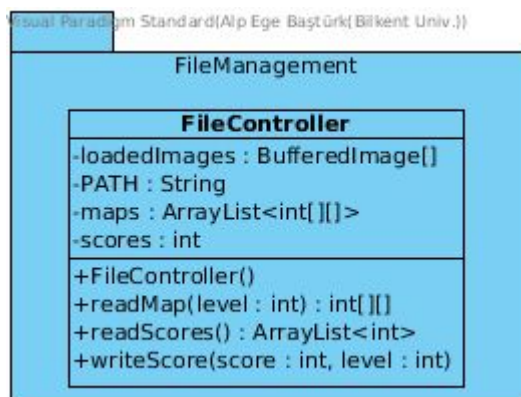 Visual Paradigm Standard(Alp Ege Baştürk(Bilkent Univ.))
FileManagement
FileController
-loadedImages : BufferedImage[]
-PATH : String
-maps : ArrayList<int[][]>
-scores : int
+FileController()
+readMap(level : int) : int[][]
+readScores() : ArrayList<int>
+writeScore(score : int, level : int)